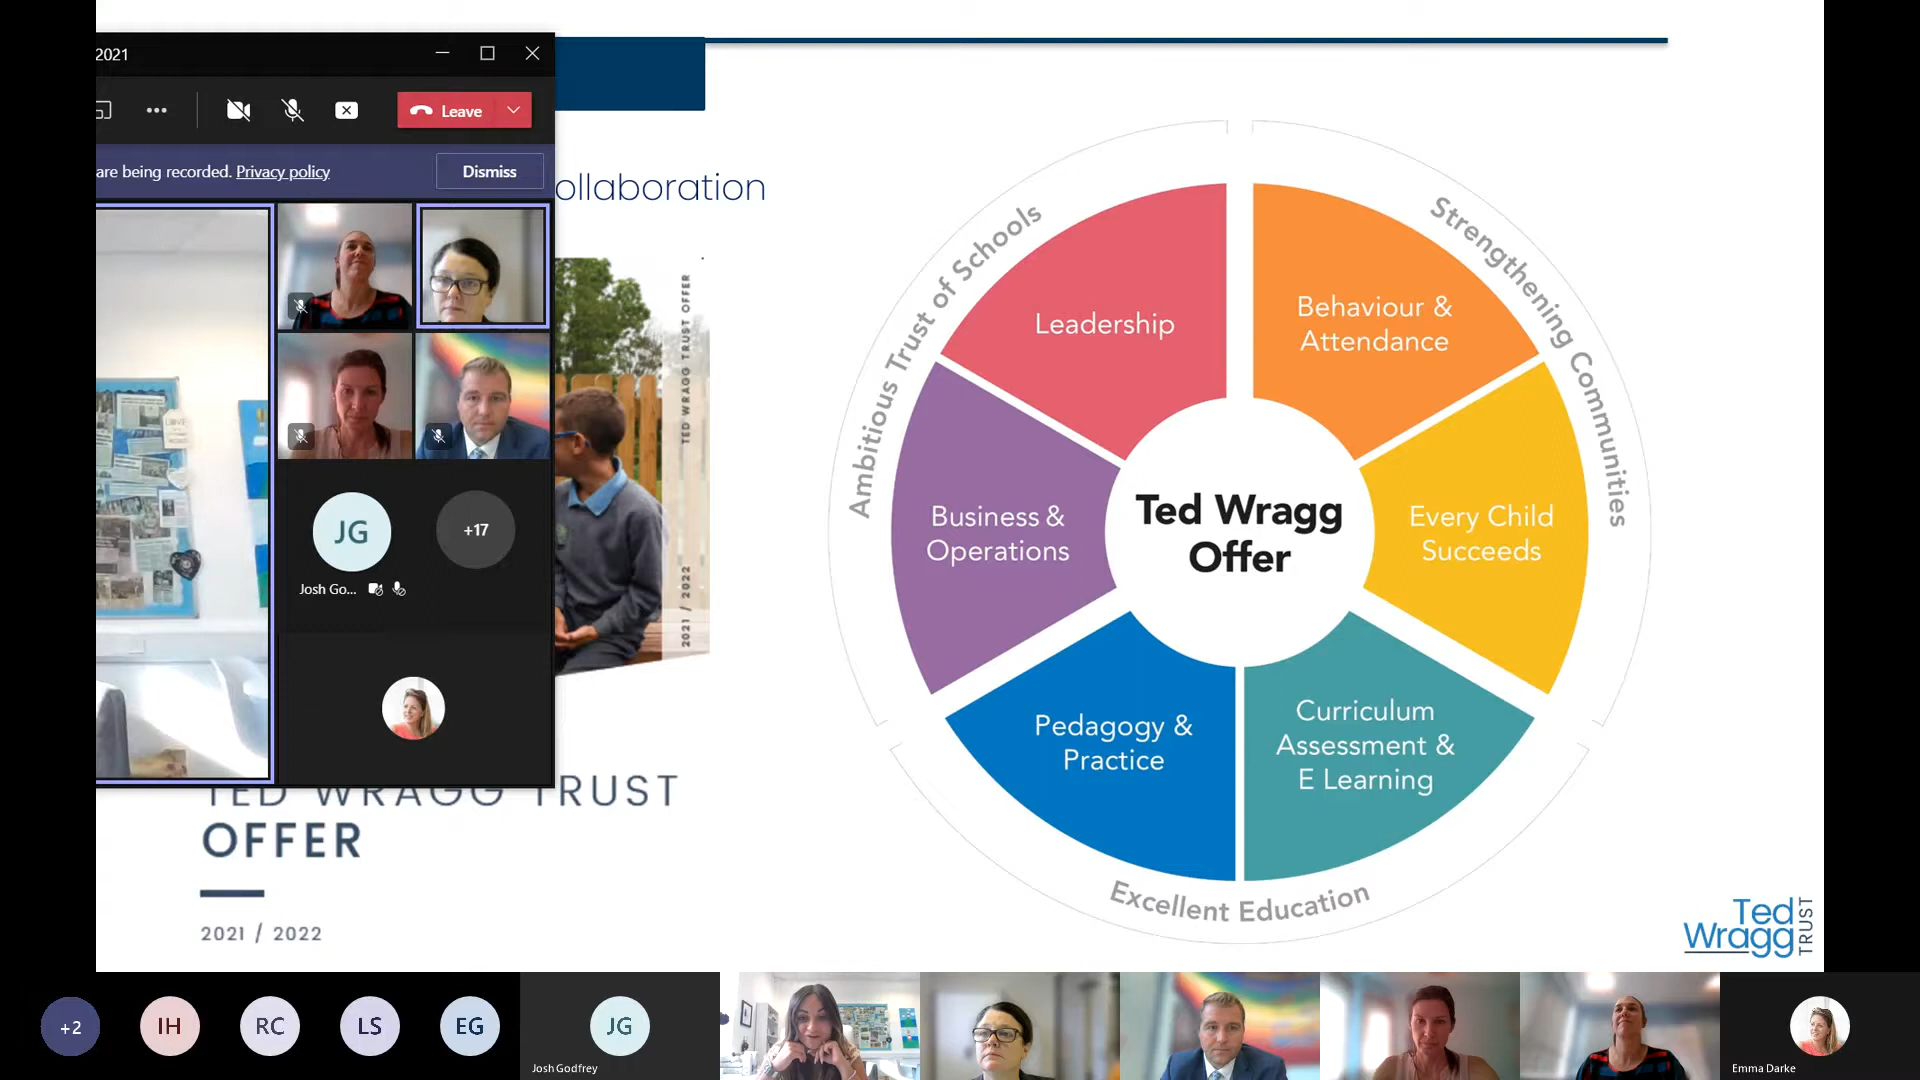 2021
Leave
are being recorded. Privacy policy
Dismiss
ollaboration
JG
+17
Josh Go...
TED WRAGG TRUST OFFER
2021 / 2022
TED WRAGG TRUST
OFFER
2021 / 2022
Ambitious Trust of Schools
Strengthening Communities
Excellent Education
Leadership
Behaviour &
Attendance
Business &
Operations
Ted Wragg
Offer
Every Child
Succeeds
Pedagogy &
Practice
Curriculum
Assessment &
E Learning
Ted
Wragg
TRUST
+2
IH
RC
LS
EG
JG
Josh Godfrey
Emma Darke